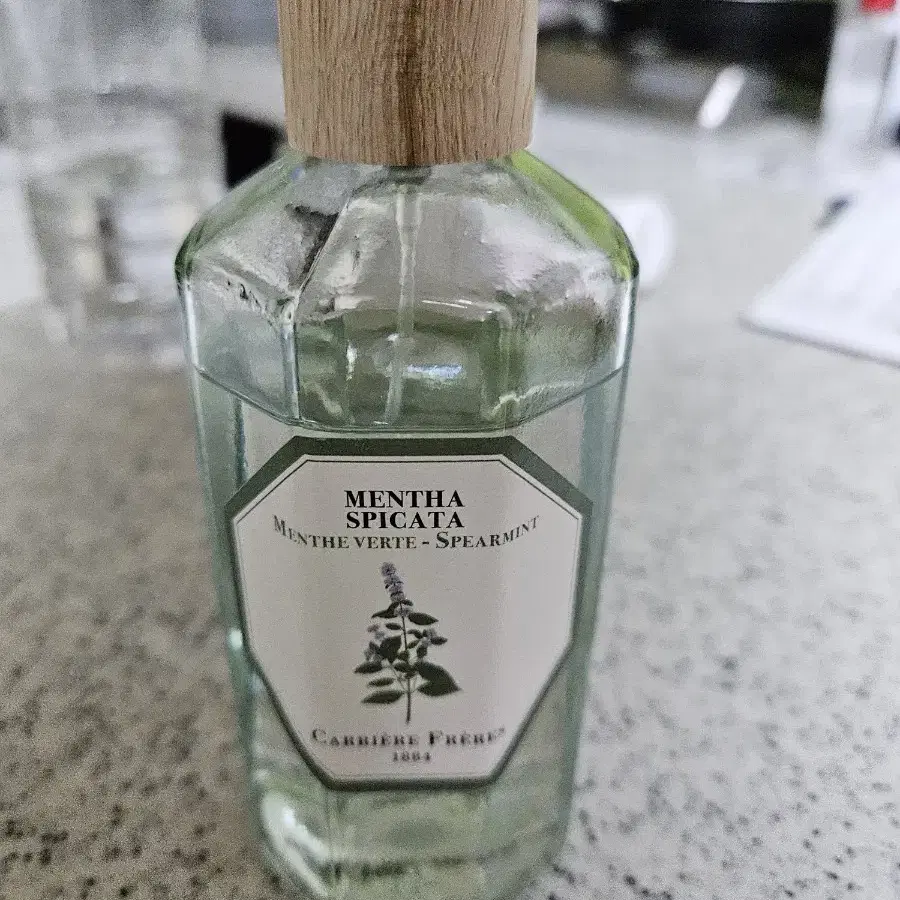 MENTHA
SPICATA
MENTHE VERTE - SPEARMINT
CARRIÈRE FRÈRES
1884